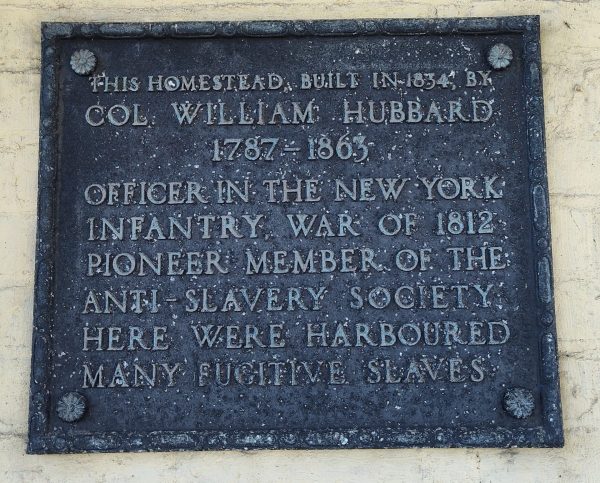 THIS HOMESTEAD, BUILT IN 1834, BY
COL. WILLIAM HUBBARD
1787-1863
OFFICER IN THE NEW YORK
INFANTRY, WAR OF 1812
PIONEER MEMBER OF THE
ANTI-SLAVERY SOCIETY.
HERE WERE HARBOURED
MANY FUGITIVE SLAVES